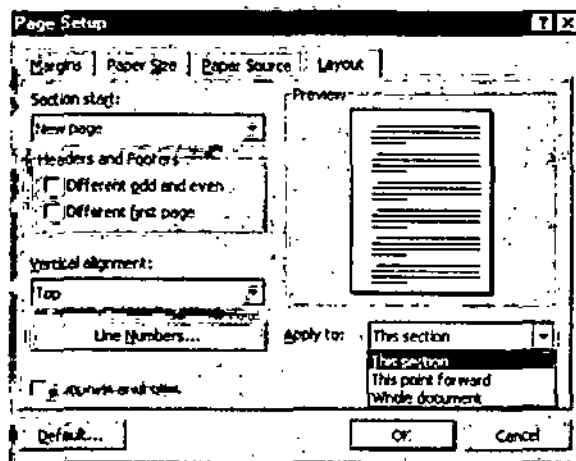 Page Setup ? X
Margins Paper Size Paper Source Layout
Section start:
New page
Preview
Headers and Footers
Different odd and even
Different first page
Vertical alignment:
Top
Line Numbers...
Apply to: This section
This section
This point forward
Whole document
Default... OK Cancel